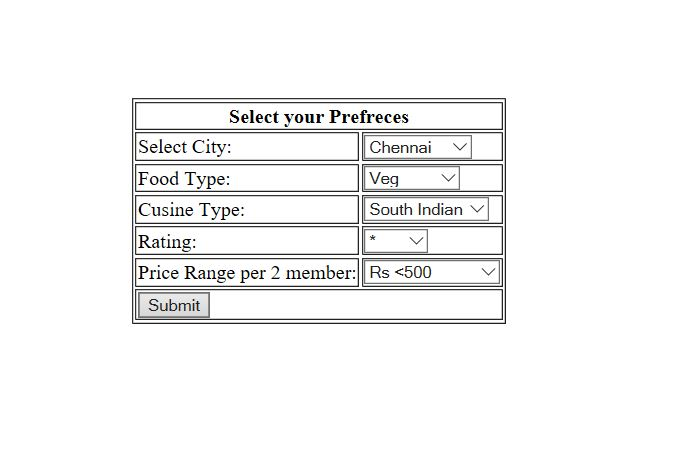 Select your Prefreces
Select City: Chennai
Food Type: Veg
Cusine Type: South Indian
Rating: *
Price Range per 2 member: Rs <500
Submit